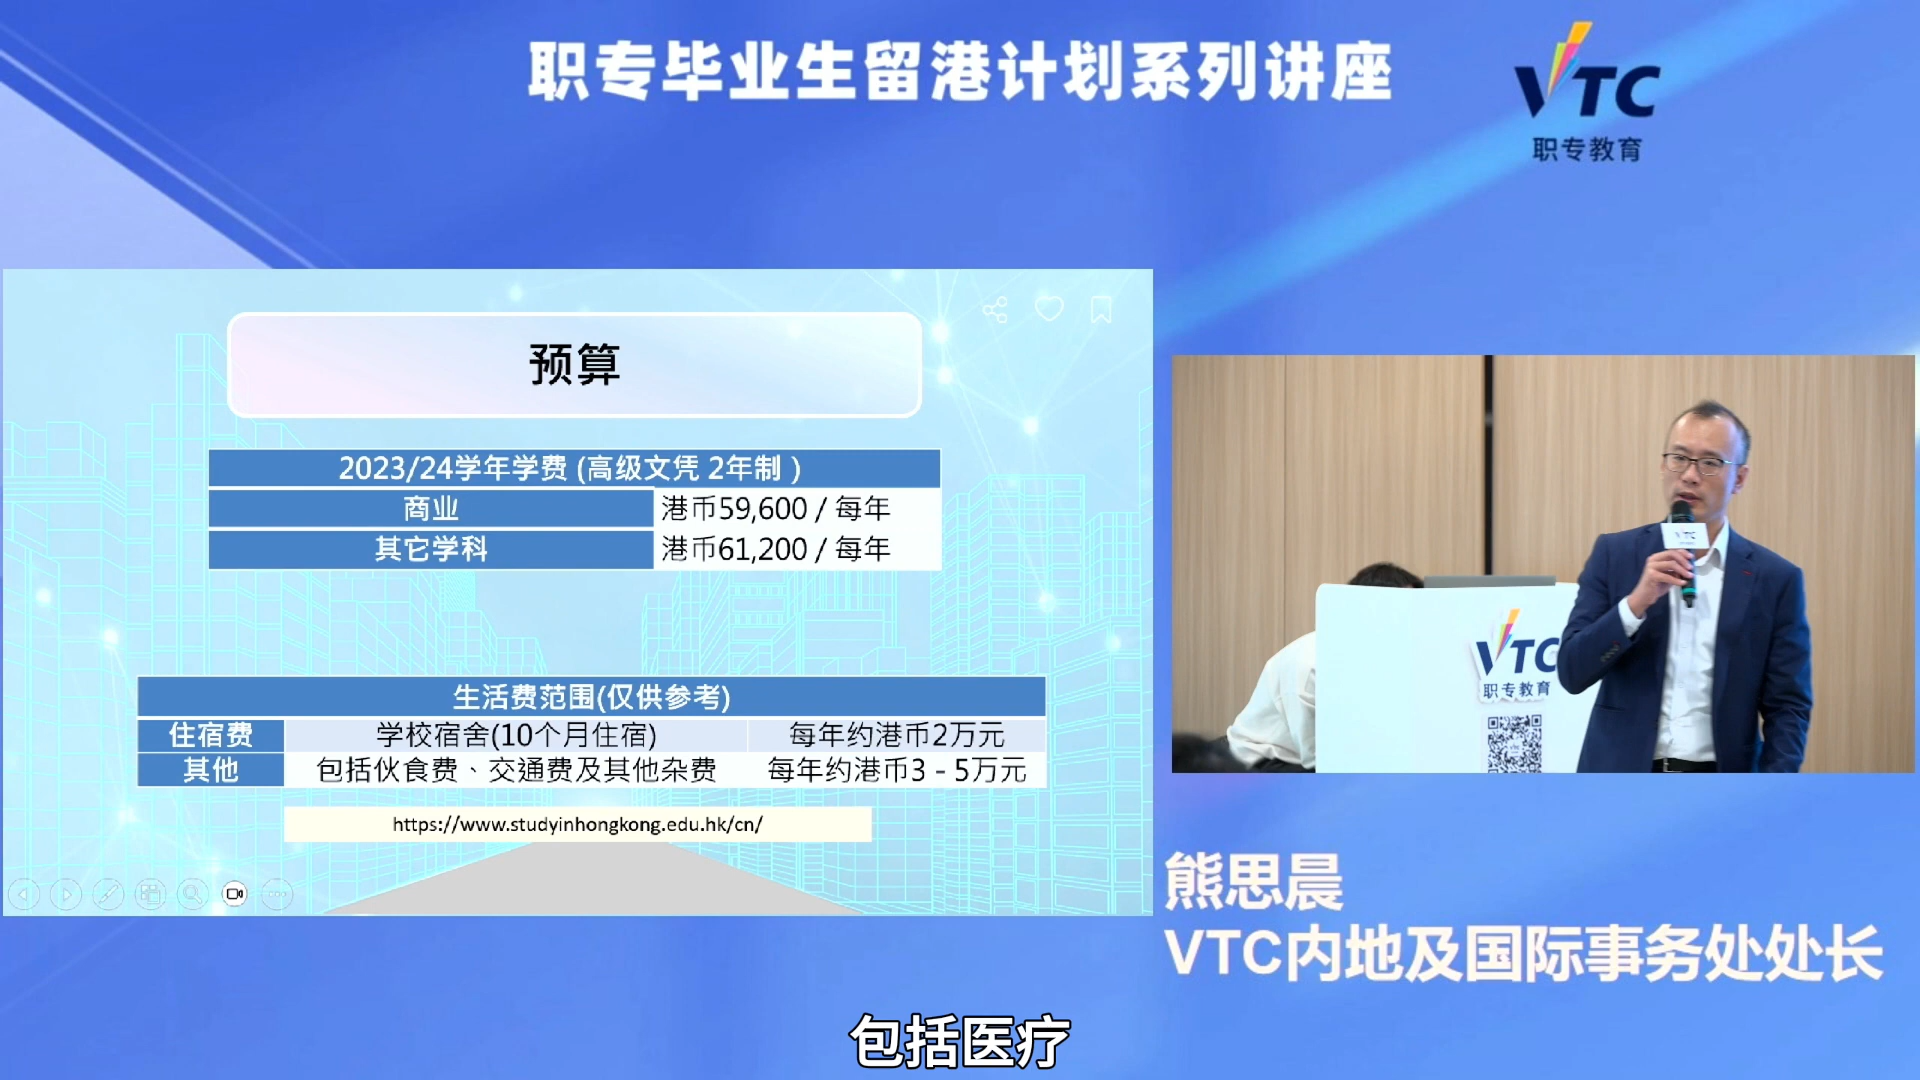 职专毕业生留港计划系列讲座
VTC
职专教育
预算
2023/24学年学费 (高级文凭 2年制 )
商业 港币59,600 / 每年
其它学科 港币61,200 / 每年
生活费范围(仅供参考)
住宿费 学校宿舍(10个月住宿) 每年约港币2万元
其他 包括伙食费、交通费及其他杂费 每年约港币3 - 5万元
https://www.studyinhongkong.edu.hk/cn/
VTC
VTC
职专教育
熊思晨
VTC内地及国际事务处处长
包括医疗